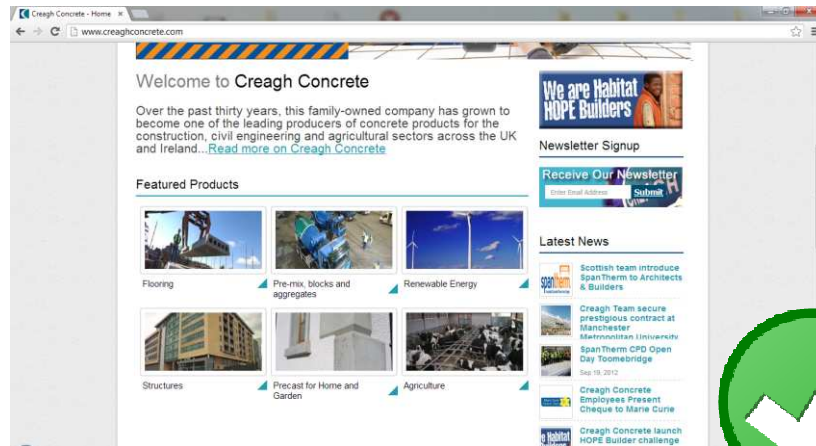 Creagh Concrete - Home
www.creaghconcrete.com
Welcome to Creagh Concrete
Over the past thirty years, this family-owned company has grown to
become one of the leading producers of concrete products for the
construction, civil engineering and agricultural sectors across the UK
and Ireland...Read more on Creagh Concrete
Featured Products
Flooring
Pre-mix, blocks and
aggregates
Renewable Energy
Structures
Precast for Home and
Garden
Agriculture
We are Habitat
HOPE Builders
Newsletter Signup
Receive Our Newsletter
Enter Email Address
Submit
Latest News
spantherm
Scottish team introduce
SpanTherm to Architects
& Builders
Creagh Team secure
prestigious contract at
Manchester
Metropolitan University
SpanTherm CPD Open
Day Toomebridge
Sep 19, 2012
Creagh Concrete
Employees Present
Cheque to Marie Curie
e Habitat
Creagh Concrete launch
HOPE Builder challenge